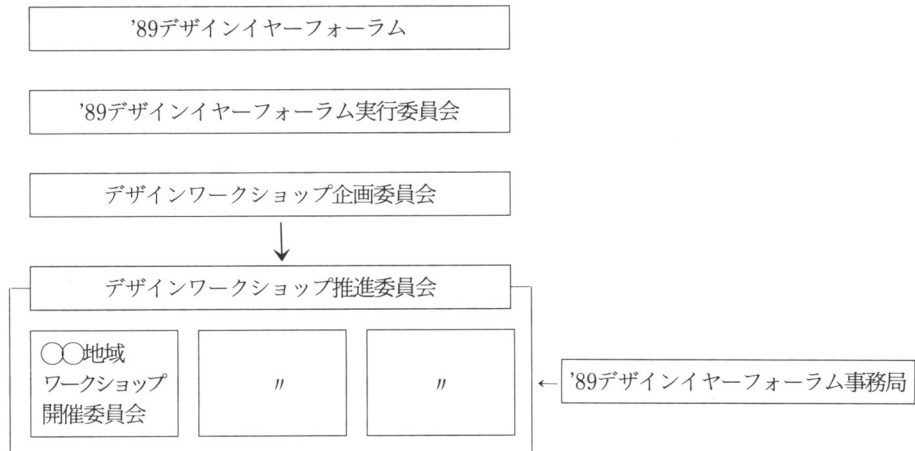 ’89デザインイヤーフォーラム
’89デザインイヤーフォーラム実行委員会
デザインワークショップ企画委員会
↓
デザインワークショップ推進委員会
◯◯地域
ワークショップ
開催委員会
〃
〃
←
’89デザインイヤーフォーラム事務局